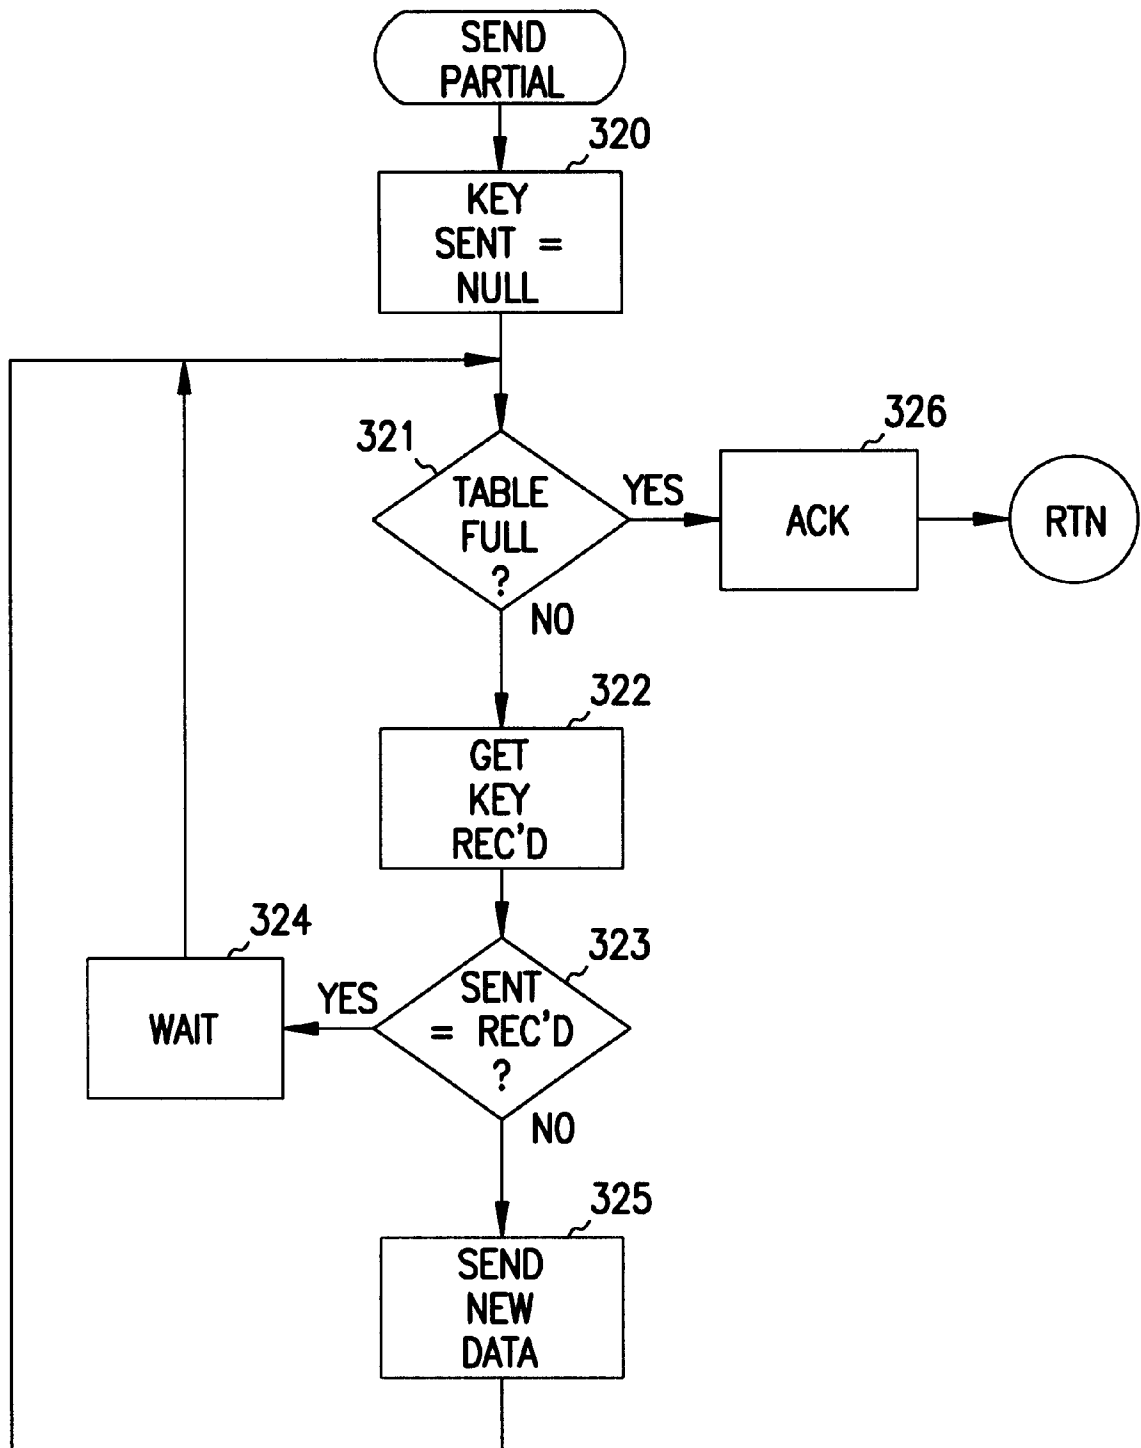 SEND
PARTIAL
320
KEY
SENT =
NULL
321
TABLE
FULL
?
YES
NO
326
ACK
RTN
322
GET
KEY
REC'D
323
SENT
= REC'D
?
YES
NO
324
WAIT
325
SEND
NEW
DATA